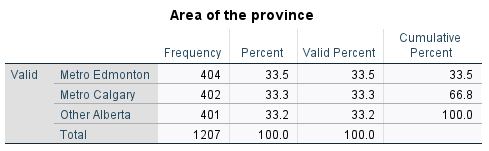 Area of the province
Frequency Percent Valid Percent Cumulative Percent
Valid Metro Edmonton 404 33.5 33.5 33.5
Metro Calgary 402 33.3 33.3 66.8
Other Alberta 401 33.2 33.2 100.0
Total 1207 100.0 100.0